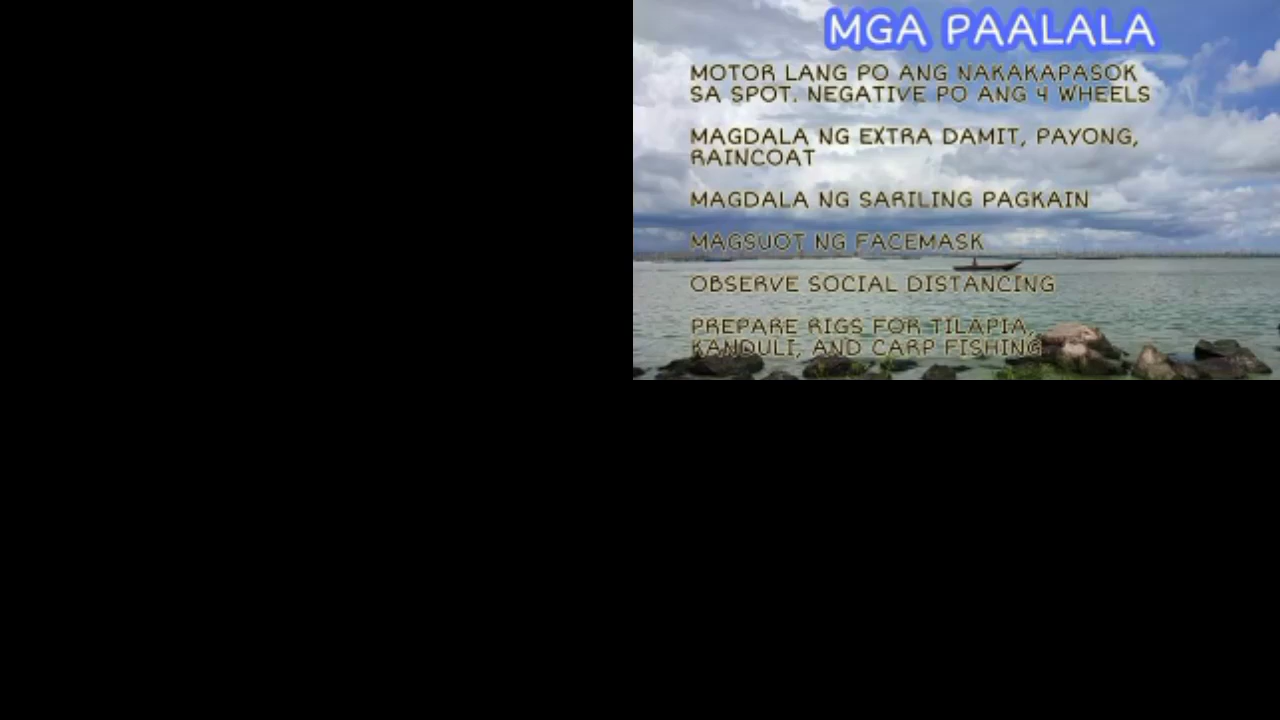 MGA PAALALA
MOTOR LANG PO ANG NAKAKAPASOK
SA SPOT. NEGATIVE PO ANG 4 WHEELS
MAGDALA NG EXTRA DAMIT, PAYONG,
RAINCOAT
MAGDALA NG SARILING PAGKAIN
MAGSUOT NG FACEMASK
OBSERVE SOCIAL DISTANCING
PREPARE RIGS FOR TILAPIA,
KANDULI, AND CARP FISHING